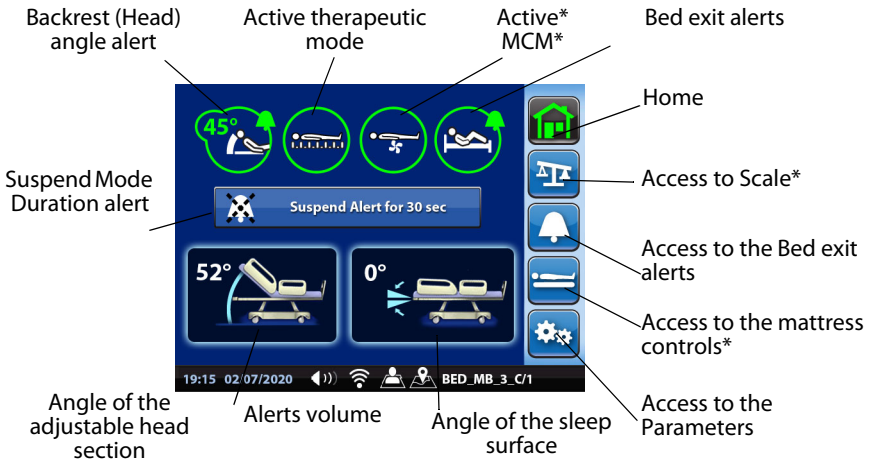 Backrest (Head)
angle alert
Active therapeutic
mode
Active*
MCM*
Bed exit alerts
Home
45°
Suspend Mode
Duration alert
Suspend Alert for 30 sec
Access to Scale*
Access to the Bed exit
alerts
52°
0°
Access to the mattress
controls*
19:15 02/07/2020 BED_MB_3_C/1
Angle of the
adjustable head
section
Alerts volume
Angle of the sleep
surface
Access to the
Parameters